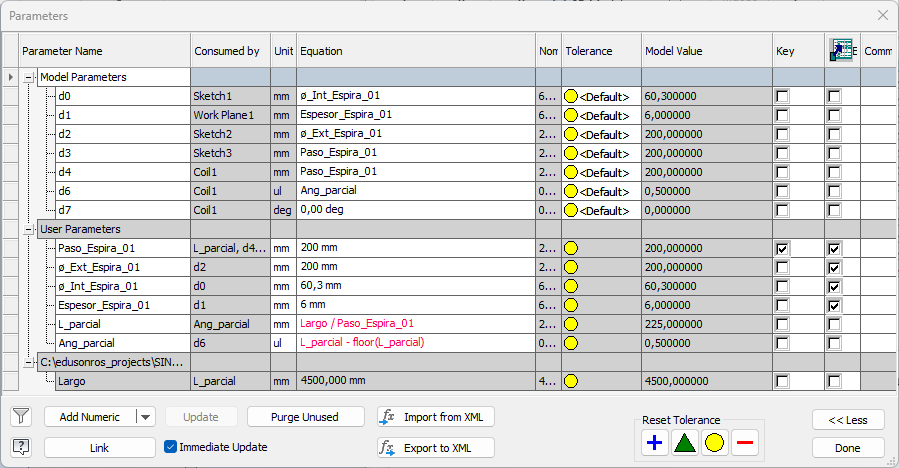 Parameters
Parameter Name Consumed by Unit Equation Nom Tolerance Model Value Key E Comm
Model Parameters
d0 Sketch1 mm ø_Int_Espira_01 6... <Default> 60,300000
d1 Work Plane1 mm Espesor_Espira_01 6... <Default> 6,000000
d2 Sketch2 mm ø_Ext_Espira_01 2... <Default> 200,000000
d3 Sketch3 mm Paso_Espira_01 2... <Default> 200,000000
d4 Coil1 mm Paso_Espira_01 2... <Default> 200,000000
d6 Coil1 ul Ang_parcial 0... <Default> 0,500000
d7 Coil1 deg 0,00 deg 0... <Default> 0,000000
User Parameters
Paso_Espira_01 L_parcial, d4... mm 200 mm 2... 200,000000
ø_Ext_Espira_01 d2 mm 200 mm 2... 200,000000
ø_Int_Espira_01 d0 mm 60,3 mm 6... 60,300000
Espesor_Espira_01 d1 mm 6 mm 6... 6,000000
L_parcial Ang_parcial mm Largo / Paso_Espira_01 2... 225,000000
Ang_parcial d6 ul L_parcial - floor(L_parcial) 0... 0,500000
C:\edusonros_projects\SIN...
Largo L_parcial mm 4500,000 mm 4... 4500,000000
Add Numeric Update Purge Unused fx Import from XML Reset Tolerance << Less
Link Immediate Update fx Export to XML Done